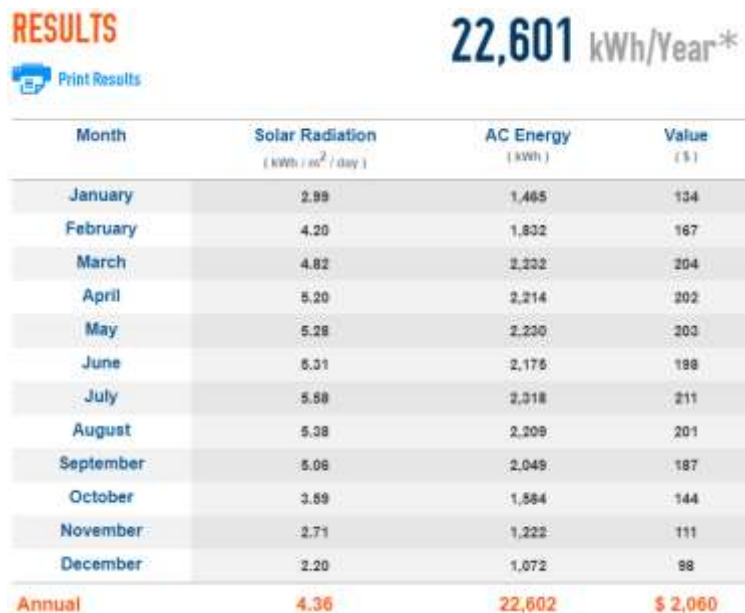 RESULTS
22,601 kWh/Year*
Print Results
Month Solar Radiation AC Energy Value
( kWh / m² / day ) ( kWh ) ( $ )
January 2.99 1,465 134
February 4.20 1,832 167
March 4.82 2,232 204
April 5.20 2,214 202
May 5.28 2,230 203
June 5.31 2,175 198
July 5.58 2,318 211
August 5.38 2,209 201
September 5.06 2,049 187
October 3.59 1,584 144
November 2.71 1,222 111
December 2.20 1,072 98
Annual 4.36 22,602 $ 2,060